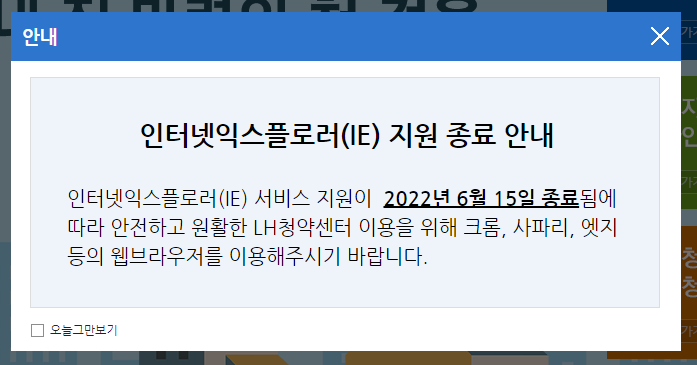 안내
인터넷익스플로러(IE) 지원 종료 안내
인터넷익스플로러(IE) 서비스 지원이 2022년 6월 15일 종료됨에
따라 안전하고 원활한 LH청약센터 이용을 위해 크롬, 사파리, 엣지
등의 웹브라우저를 이용해주시기 바랍니다.
오늘그만보기